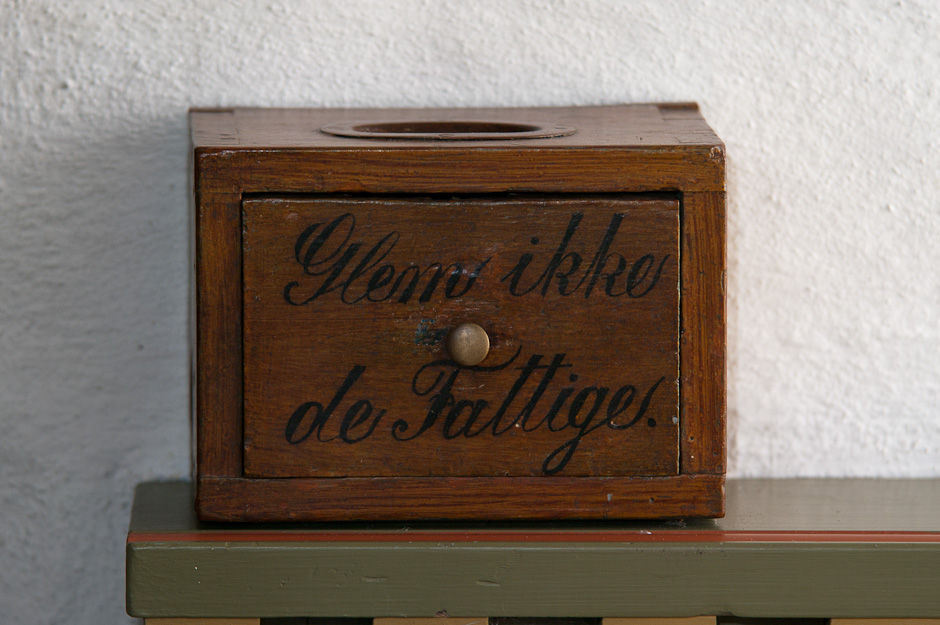 Glem ikke
de Fattige.